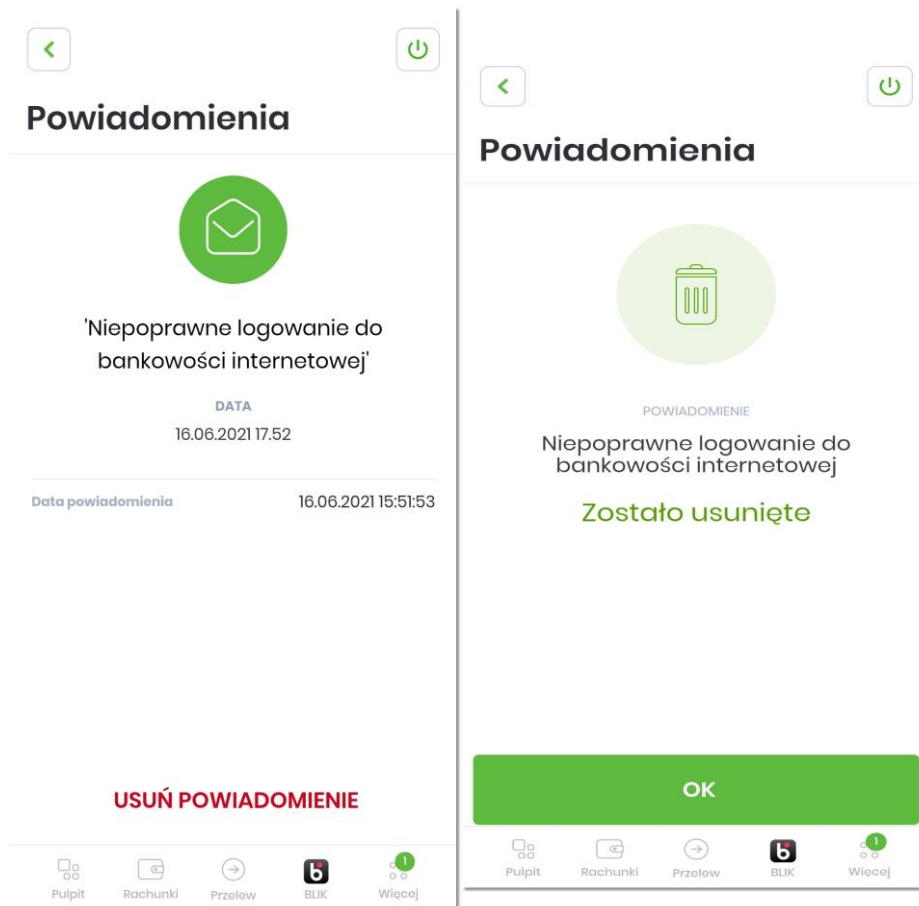 Powiadomienia
'Niepoprawne logowanie do
bankowości internetowej'
DATA
16.06.2021 17.52
Data powiadomienia 16.06.2021 15:51:53
USUŃ POWIADOMIENIE
1
Pulpit Rachunki Przelew BLIK Więcej
Powiadomienia
POWIADOMIENIE
Niepoprawne logowanie do
bankowości internetowej
Zostało usunięte
OK
1
Pulpit Rachunki Przelew BLIK Więcej